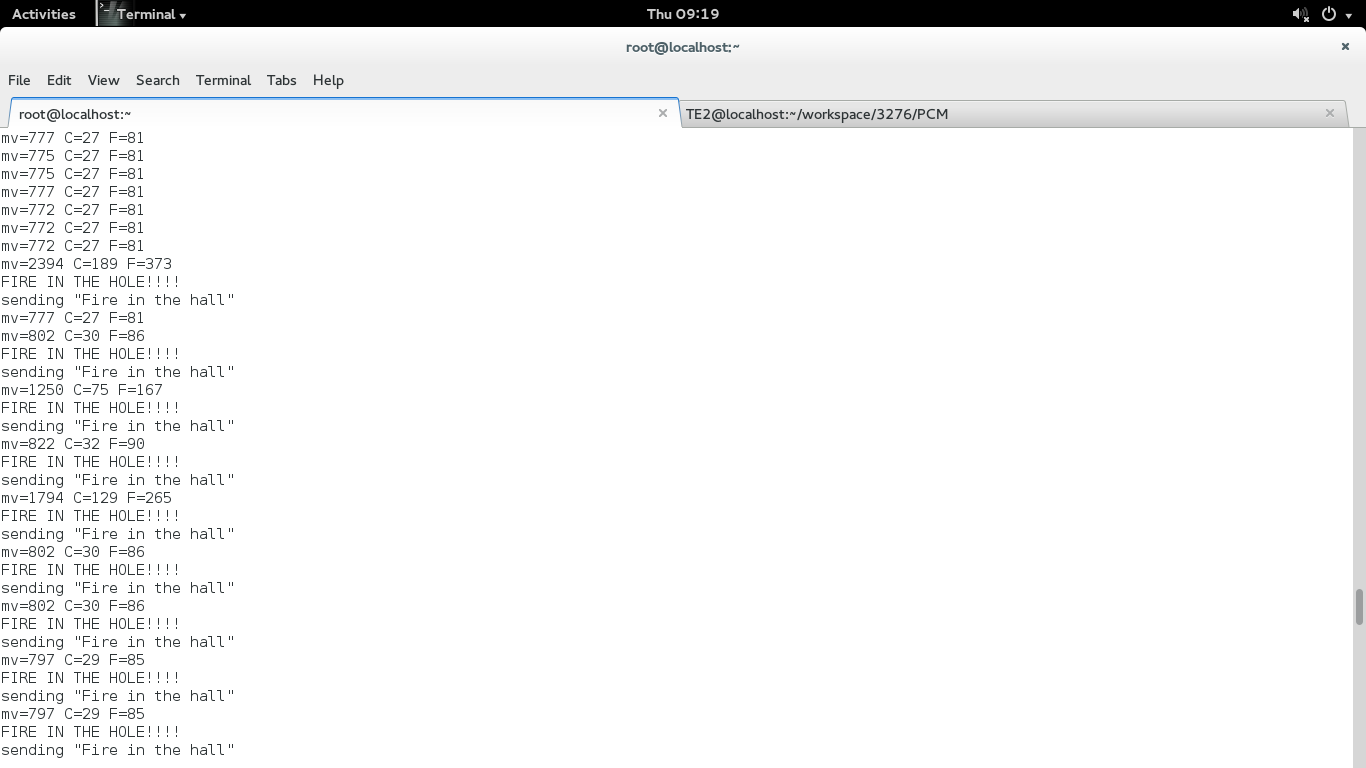 Activities Terminal Thu 09:19
root@localhost:~
File Edit View Search Terminal Tabs Help
root@localhost:~ TE2@localhost:~/workspace/3276/PCM
mv=777 C=27 F=81
mv=775 C=27 F=81
mv=775 C=27 F=81
mv=777 C=27 F=81
mv=772 C=27 F=81
mv=772 C=27 F=81
mv=772 C=27 F=81
mv=2394 C=189 F=373
FIRE IN THE HOLE!!!!
sending "Fire in the hall"
mv=777 C=27 F=81
mv=802 C=30 F=86
FIRE IN THE HOLE!!!!
sending "Fire in the hall"
mv=1250 C=75 F=167
FIRE IN THE HOLE!!!!
sending "Fire in the hall"
mv=822 C=32 F=90
FIRE IN THE HOLE!!!!
sending "Fire in the hall"
mv=1794 C=129 F=265
FIRE IN THE HOLE!!!!
sending "Fire in the hall"
mv=802 C=30 F=86
FIRE IN THE HOLE!!!!
sending "Fire in the hall"
mv=802 C=30 F=86
FIRE IN THE HOLE!!!!
sending "Fire in the hall"
mv=797 C=29 F=85
FIRE IN THE HOLE!!!!
sending "Fire in the hall"
mv=797 C=29 F=85
FIRE IN THE HOLE!!!!
sending "Fire in the hall"